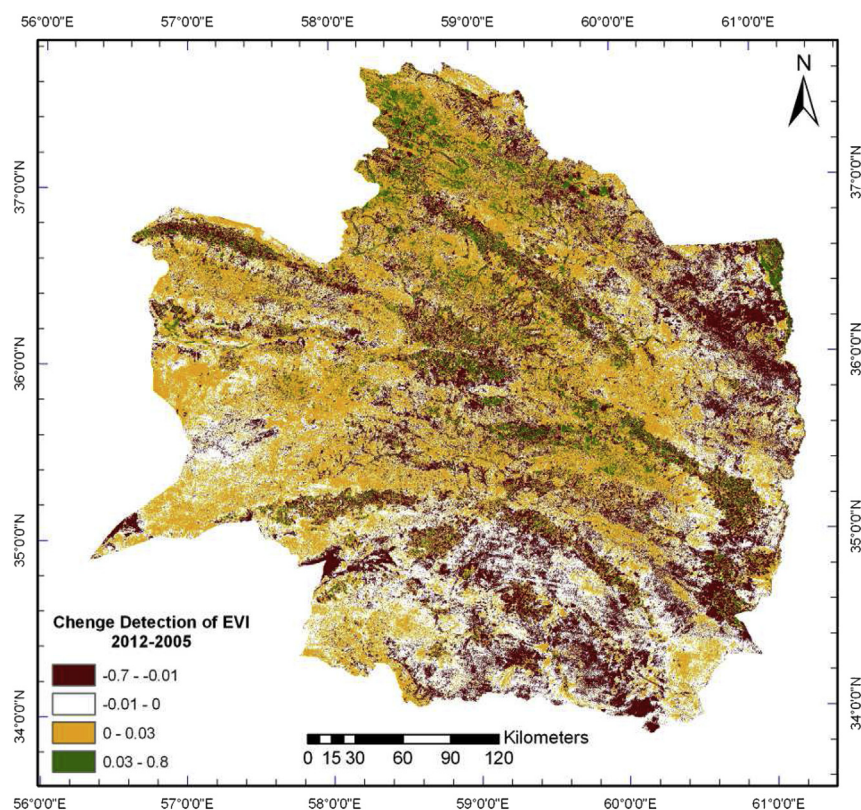 56°0'0"E 57°0'0"E 58°0'0"E 59°0'0"E 60°0'0"E 61°0'0"E
N
37°0'0"N 37°0'0"N
36°0'0"N 36°0'0"N
35°0'0"N 35°0'0"N
34°0'0"N 34°0'0"N
Chenge Detection of EVI
2012-2005
-0.7 - -0.01
-0.01 - 0
0 - 0.03
0.03 - 0.8
Kilometers
0 15 30 60 90 120
56°0'0"E 57°0'0"E 58°0'0"E 59°0'0"E 60°0'0"E 61°0'0"E